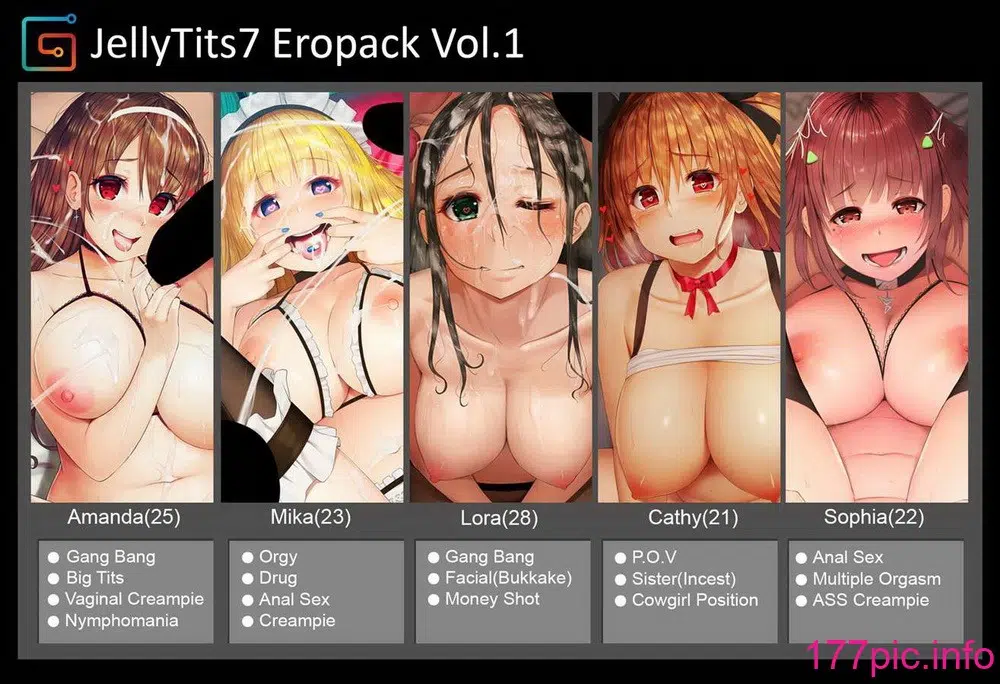 JellyTits7 Eropack Vol.1
Amanda(25)
Gang Bang
Big Tits
Vaginal Creampie
Nymphomania
Mika(23)
Orgy
Drug
Anal Sex
Creampie
Lora(28)
Gang Bang
Facial(Bukkake)
Money Shot
Cathy(21)
P.O.V
Sister(Incest)
Cowgirl Position
Sophia(22)
Anal Sex
Multiple Orgasm
ASS Creampie
177pic.info